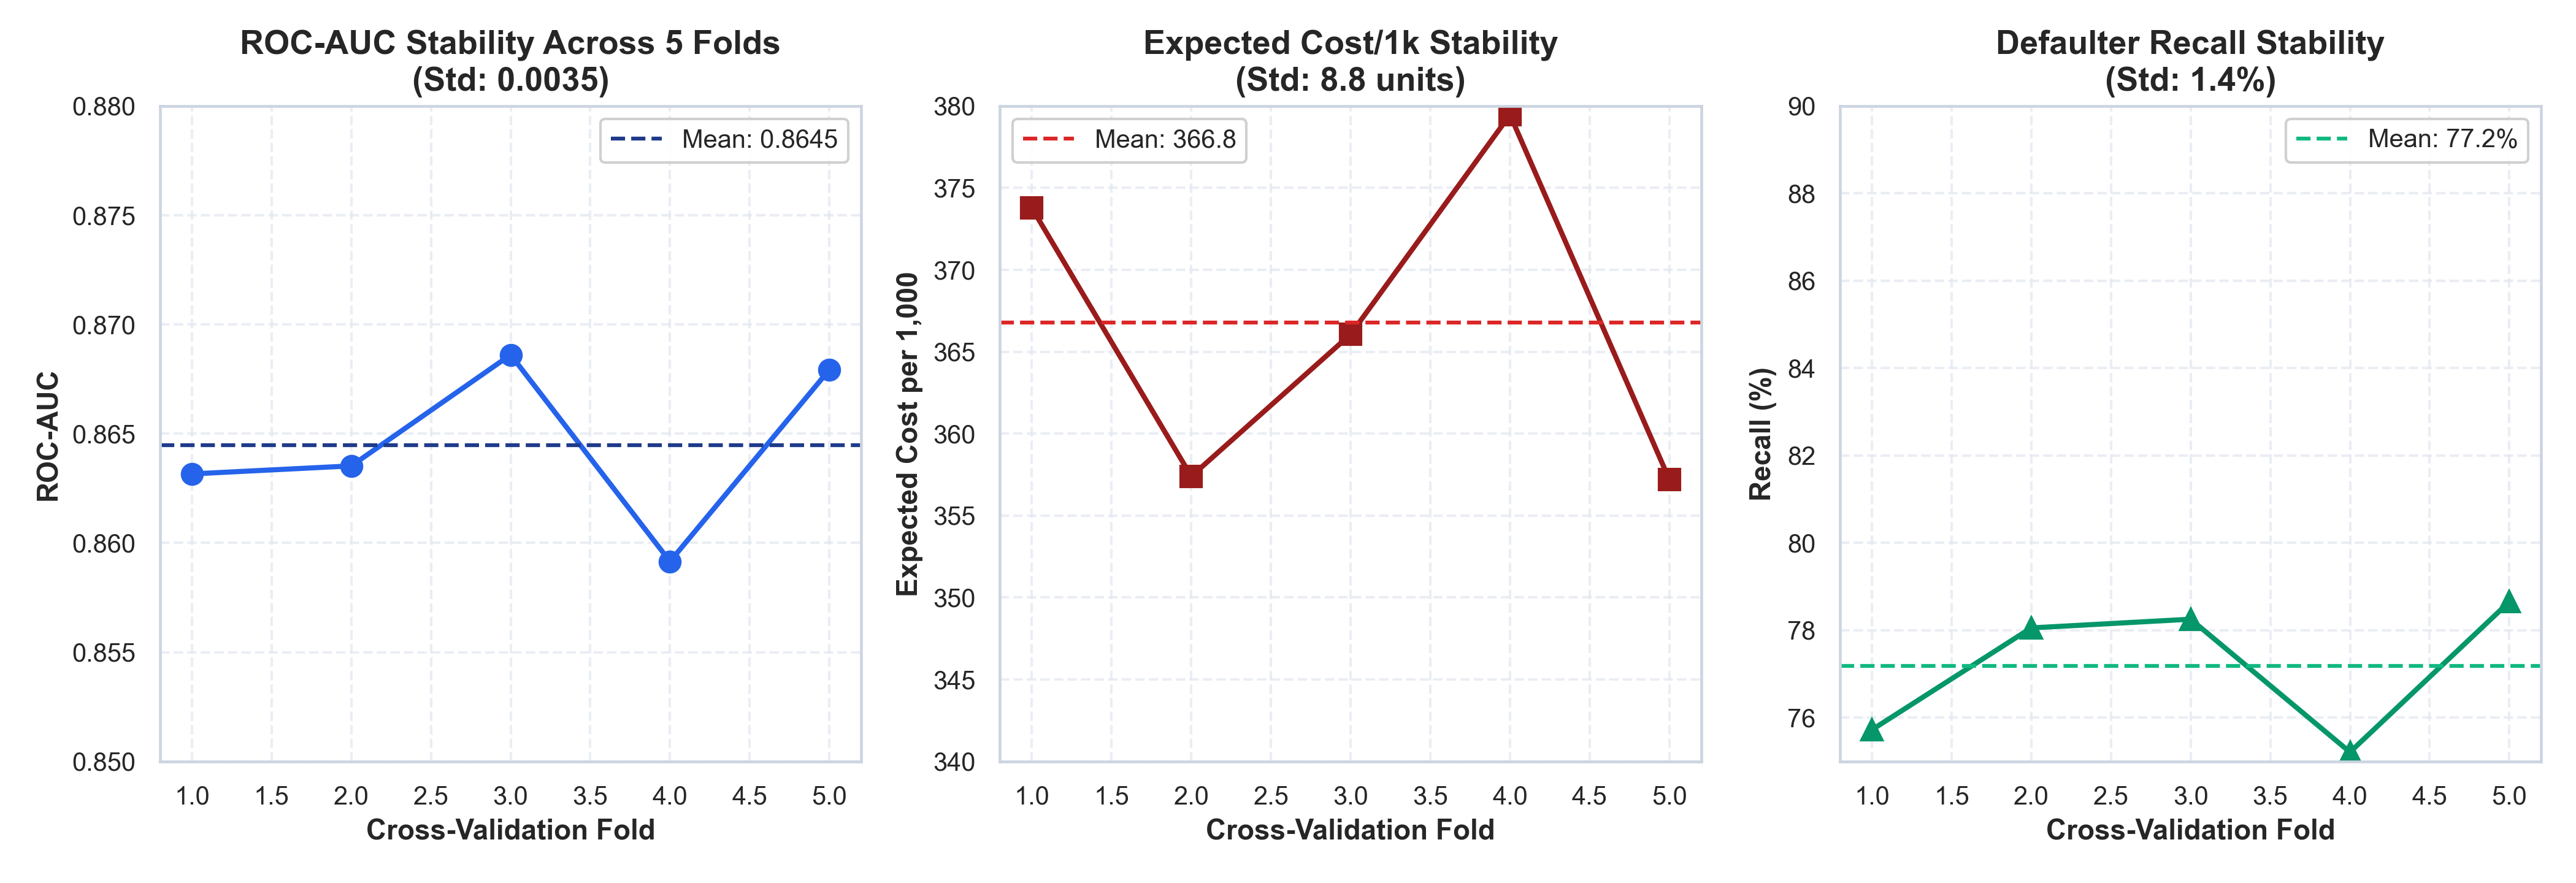 ROC-AUC Stability Across 5 Folds
(Std: 0.0035)
Mean: 0.8645
ROC-AUC
0.880
0.875
0.870
0.865
0.860
0.855
0.850
1.0 1.5 2.0 2.5 3.0 3.5 4.0 4.5 5.0
Cross-Validation Fold
Expected Cost/1k Stability
(Std: 8.8 units)
Mean: 366.8
Expected Cost per 1,000
380
375
370
365
360
355
350
345
340
1.0 1.5 2.0 2.5 3.0 3.5 4.0 4.5 5.0
Cross-Validation Fold
Defaulter Recall Stability
(Std: 1.4%)
Mean: 77.2%
Recall (%)
90
88
86
84
82
80
78
76
1.0 1.5 2.0 2.5 3.0 3.5 4.0 4.5 5.0
Cross-Validation Fold